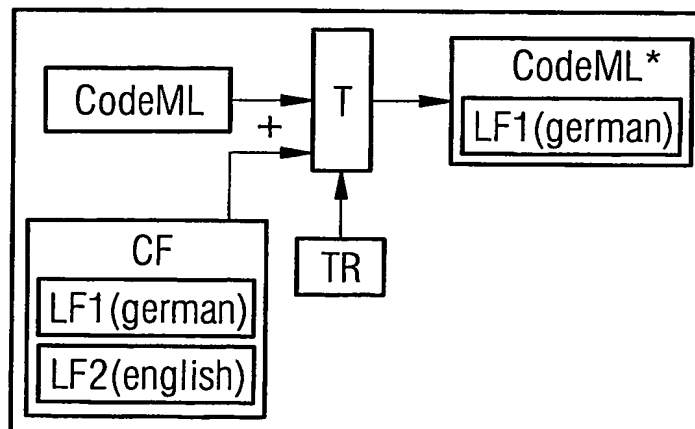 CodeML
+
T
CodeML*
LF1(german)
CF
LF1(german)
LF2(english)
TR